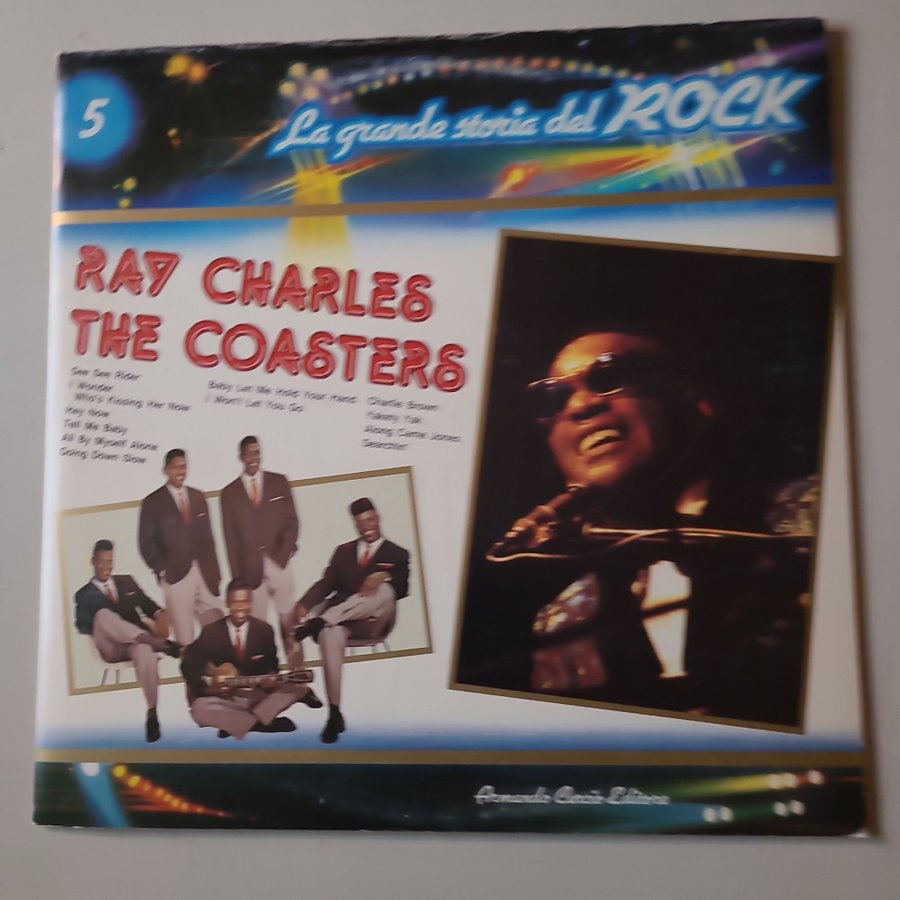 5
La grande storia del ROCK
RAY CHARLES
THE COASTERS
See See Rider
I Wonder
Who's Kissing Her Now
Hey Now
Tell Me Baby
All By Myself Alone
Going Down Slow
Baby Let Me Hold Your Hand
I Won't Let You Go
Charlie Brown
Yakety Yak
Along Came Jones
Searchin'
Armando Curcio Editore